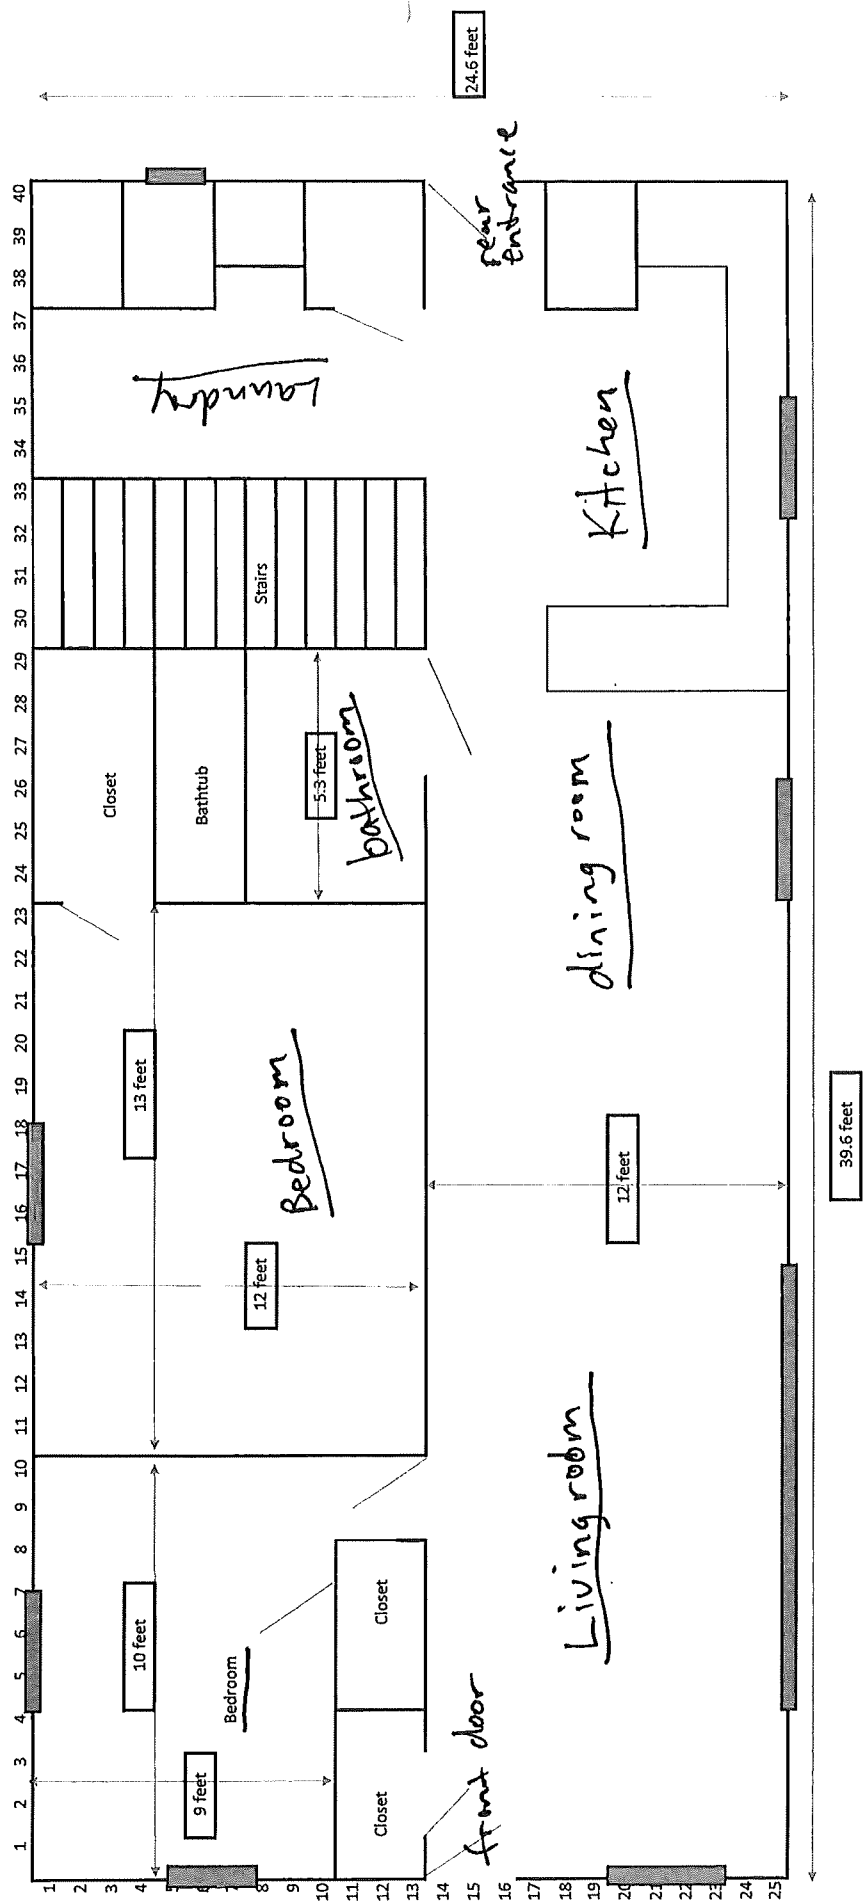 1 2 3 4 5 6 7 8 9 10 11 12 13 14 15 16 17 18 19 20 21 22 23 24 25 26 27 28 29 30 31 32 33 34 35 36 37 38 39 40
1
2
3
4
5
6
7
8
9
10
11
12
13
14
15
16
17
18
19
20
21
22
23
24
25
Closet
10 feet
13 feet
9 feet
Bathtub
Laundry
Bedroom
12 feet
Stairs
Bedroom
5.3 feet
bathroom
Closet
Closet
front door
rear
entrance
24.6 feet
Living room
dining room
Kitchen
12 feet
39.6 feet